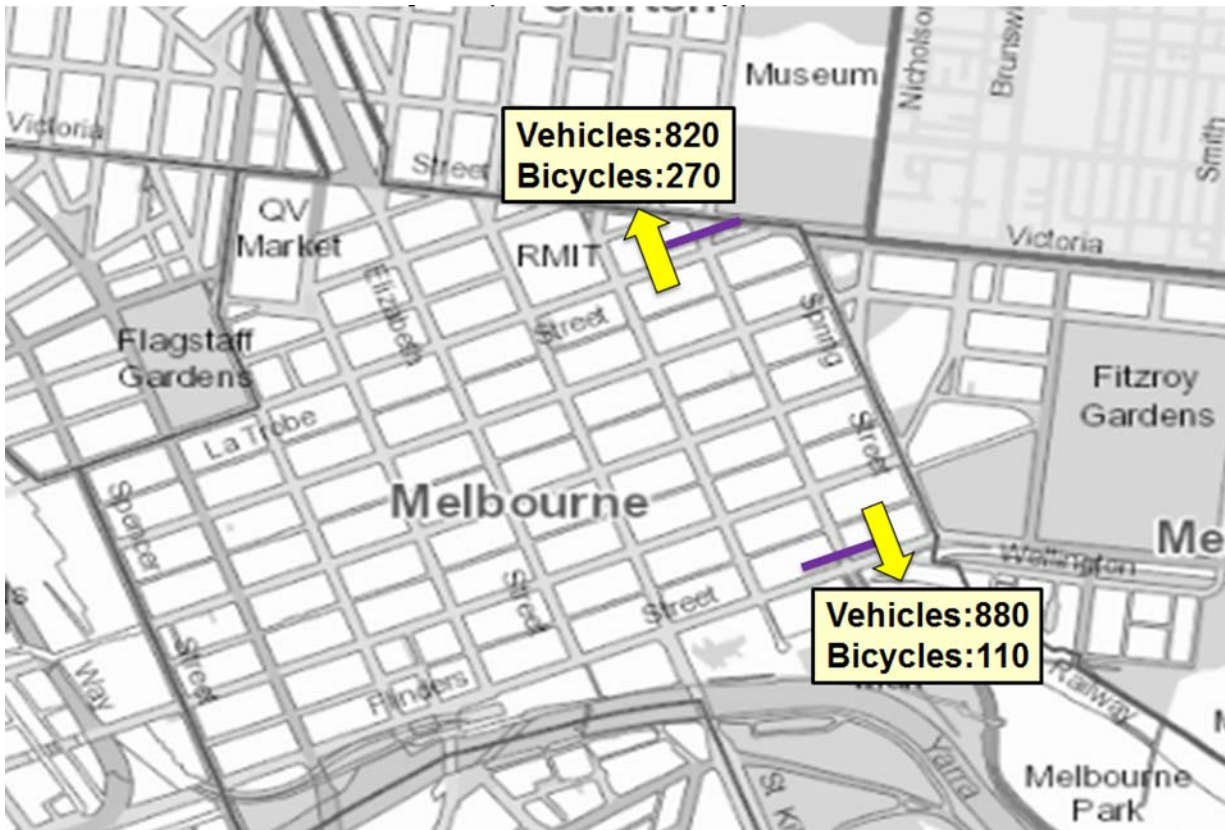 Museum
Nicholson
Brunswi
Smith
Victoria
Street
Vehicles:820
Bicycles:270
QV
Market
RMIT
Victoria
Elizabeth
Street
Spring
Flagstaff
Gardens
Fitzroy
Gardens
La Trobe
Street
Melbourne
Spencer
Me
Wellington
Street
Street
Vehicles:880
Bicycles:110
Street
Way
Flinders
Railway
Yarra
Melbourne
Park
St Ki